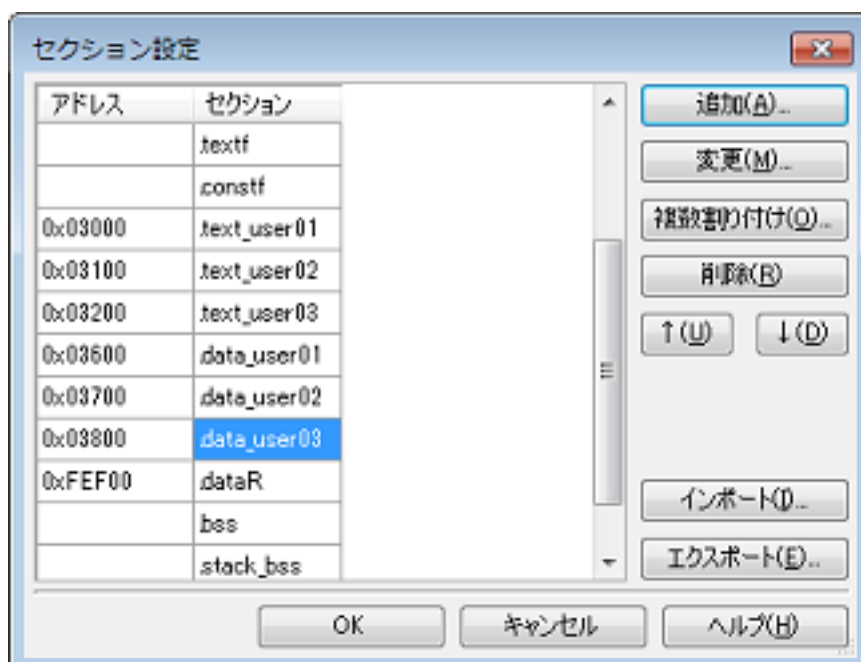 セクション設定
アドレス セクション
.textf
.constf
0x03000 .text_user01
0x03100 .text_user02
0x03200 .text_user03
0x03600 .data_user01
0x03700 .data_user02
0x03800 .data_user03
0xFEF00 .dataR
.bss
.stack_bss
追加(A)...
変更(M)...
複数割り付け(O)...
削除(R)
↑(U) ↓(D)
インポート(I)...
エクスポート(E)...
OK キャンセル ヘルプ(H)